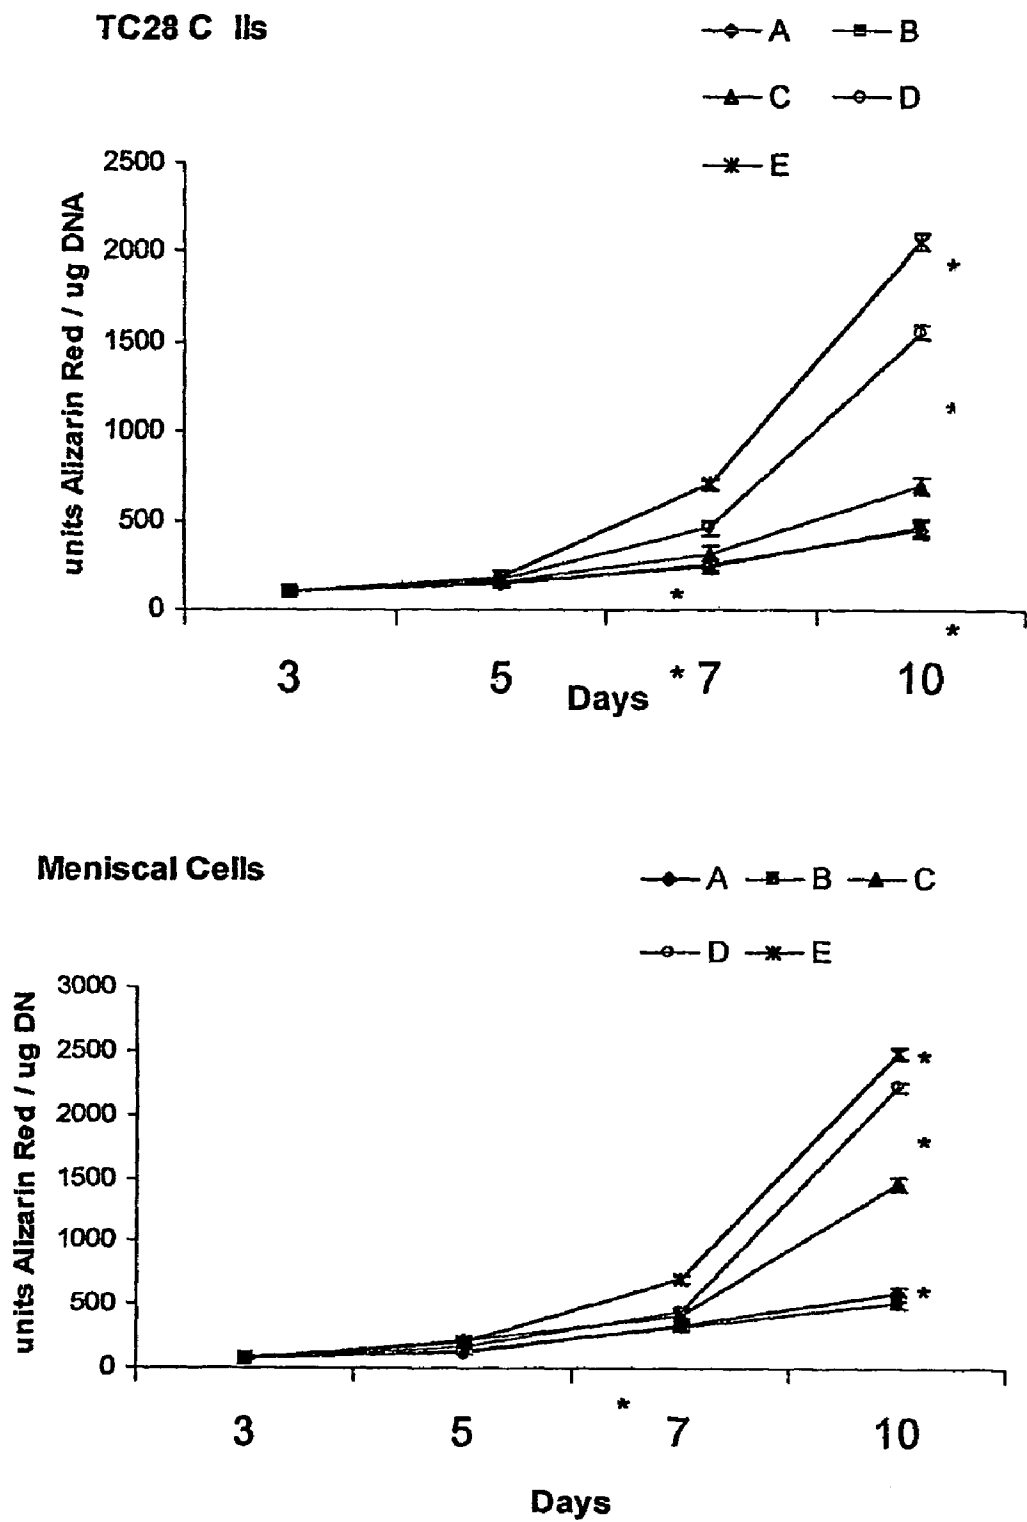 TC28 C lls
A B
C D
E
units Alizarin Red / ug DNA
2500
2000
1500
1000
500
0
*
*
*
*
3 5 * 7 10
Days
Meniscal Cells
A B C
D E
units Alizarin Red / ug DN
3000
2500
2000
1500
1000
500
0
*
*
*
*
3 5 7 10
Days